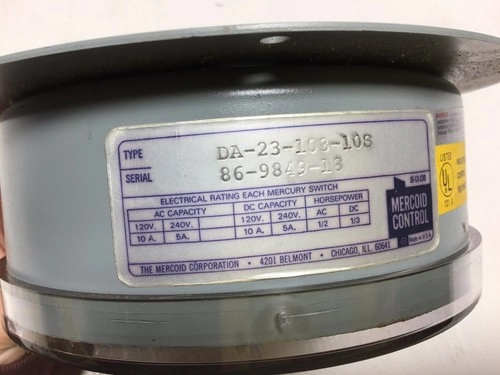 TYPE DA-23-103-10S
SERIAL 86-9849-13
ELECTRICAL RATING EACH MERCURY SWITCH
AC CAPACITY DC CAPACITY HORSEPOWER
120V. 240V. 120V. 240V. AC DC
10 A. 5A. 10 A. 5A. 1/2 1/3
MERCOID
CONTROL
Made in U.S.A.
THE MERCOID CORPORATION • 4201 BELMONT • CHICAGO, ILL. 60641
LISTED
UL